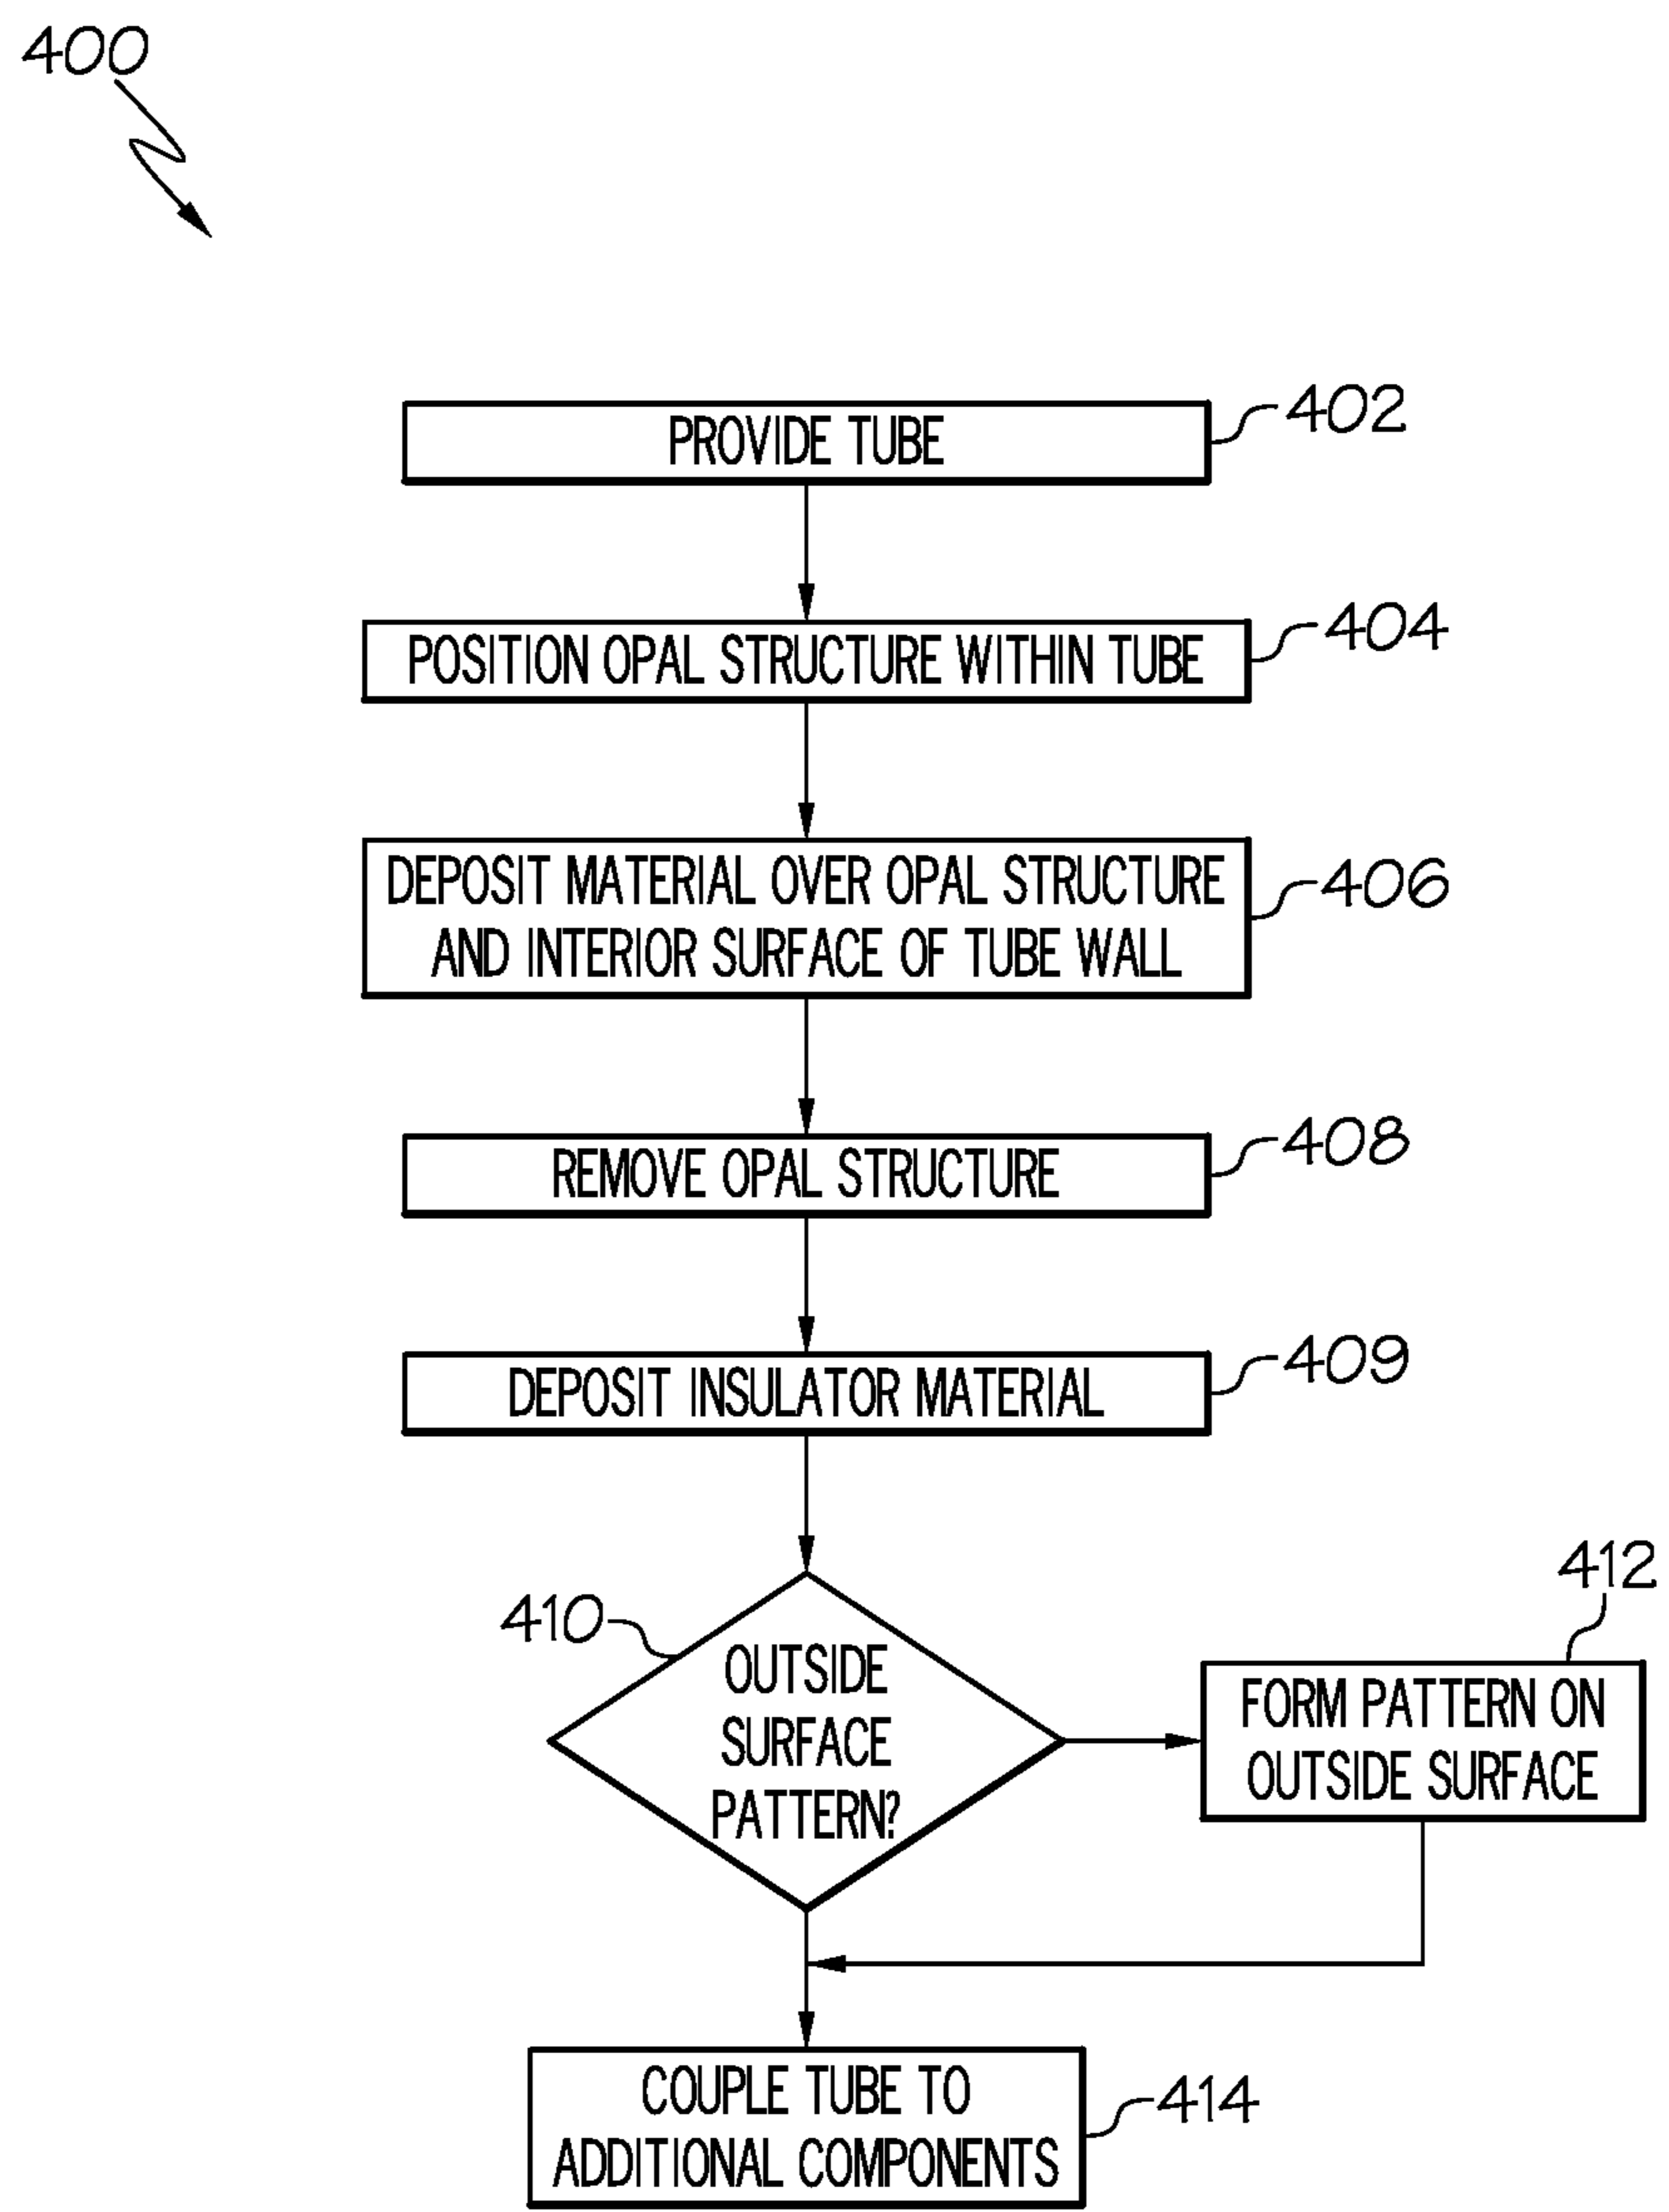 400
PROVIDE TUBE
402
POSITION OPAL STRUCTURE WITHIN TUBE
404
DEPOSIT MATERIAL OVER OPAL STRUCTURE
AND INTERIOR SURFACE OF TUBE WALL
406
REMOVE OPAL STRUCTURE
408
DEPOSIT INSULATOR MATERIAL
409
410
OUTSIDE
SURFACE
PATTERN?
412
FORM PATTERN ON
OUTSIDE SURFACE
COUPLE TUBE TO
ADDITIONAL COMPONENTS
414